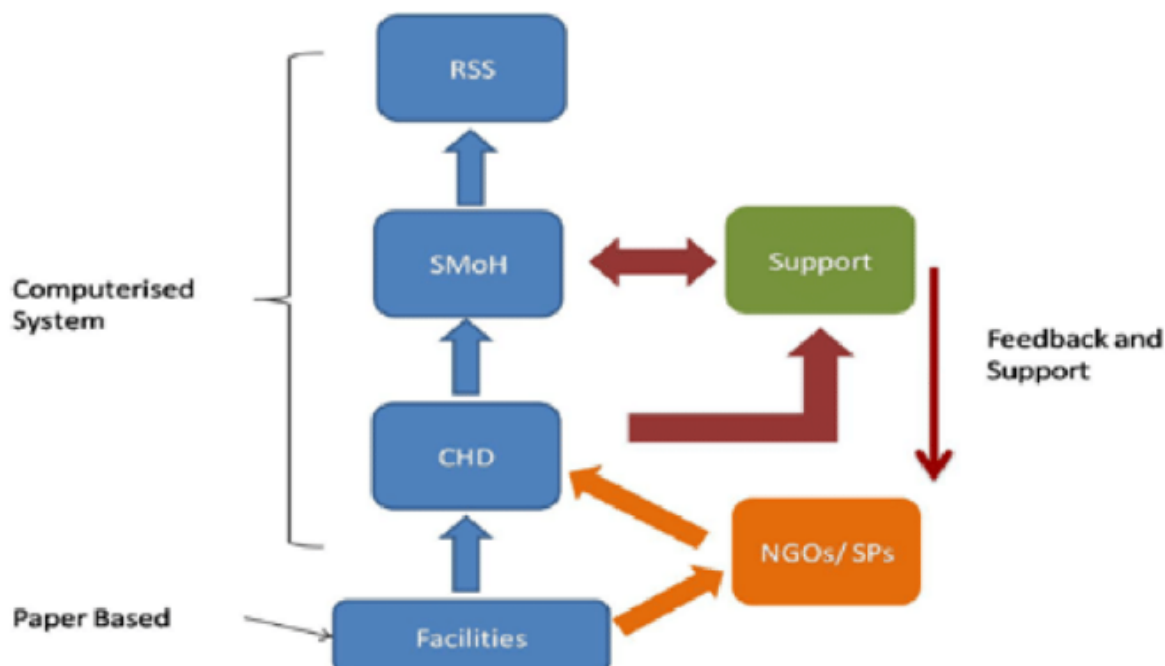 RSS
SMoH
Support
Computerised
System
Feedback and
Support
CHD
NGOs/ SPs
Paper Based
Facilities